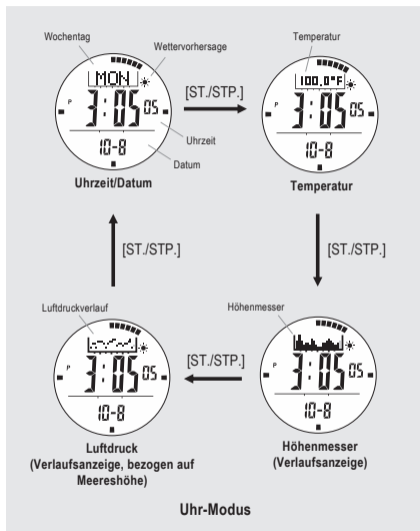 Wochentag
Wettervorhersage
MON
P 3:05 05
10-8
Uhrzeit
Datum
Uhrzeit/Datum
[ST./STP.]
Temperatur
100.0°F
P 3:05 05
10-8
Temperatur
[ST./STP.]
[ST./STP.]
Luftdruckverlauf
P 3:05 05
10-8
Luftdruck
(Verlaufsanzeige, bezogen auf
Meereshöhe)
[ST./STP.]
Höhenmesser
P 3:05 05
10-8
Höhenmesser
(Verlaufsanzeige)
Uhr-Modus